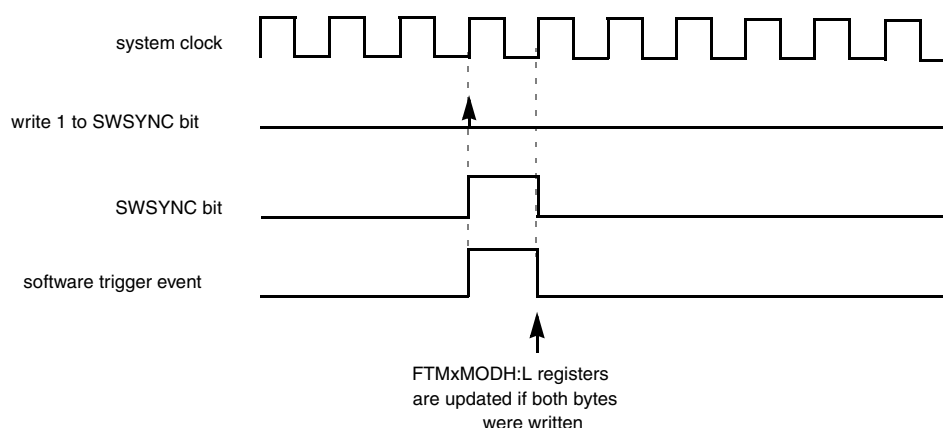 system clock
write 1 to SWSYNC bit
SWSYNC bit
software trigger event
FTMxMODH:L registers
are updated if both bytes
were written